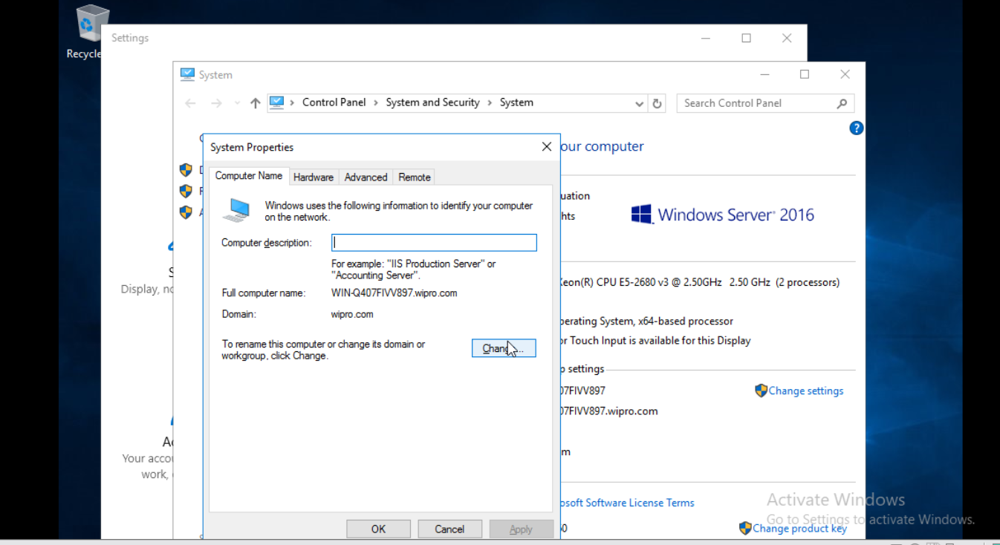 Recycle
Settings
System
Control Panel > System and Security > System
Search Control Panel
?
System Properties
our computer
Computer Name
Hardware
Advanced
Remote
Windows uses the following information to identify your computer
on the network.
uation
hts
Windows Server 2016
Computer description:
For example: "IIS Production Server" or
"Accounting Server".
Full computer name:
WIN-Q407FIVV897.wipro.com
Domain:
wipro.com
To rename this computer or change its domain or
workgroup, click Change.
eon(R) CPU E5-2680 v3 @ 2.50GHz 2.50 GHz (2 processors)
perating System, x64-based processor
or Touch Input is available for this Display
p settings
07FIVV897
Change settings
07FIVV897.wipro.com
m
Display, no
Your accou
work,
osoft Software License Terms
Activate Windows
Go to Settings to activate Windows.
Change product key
OK
Cancel
Apply